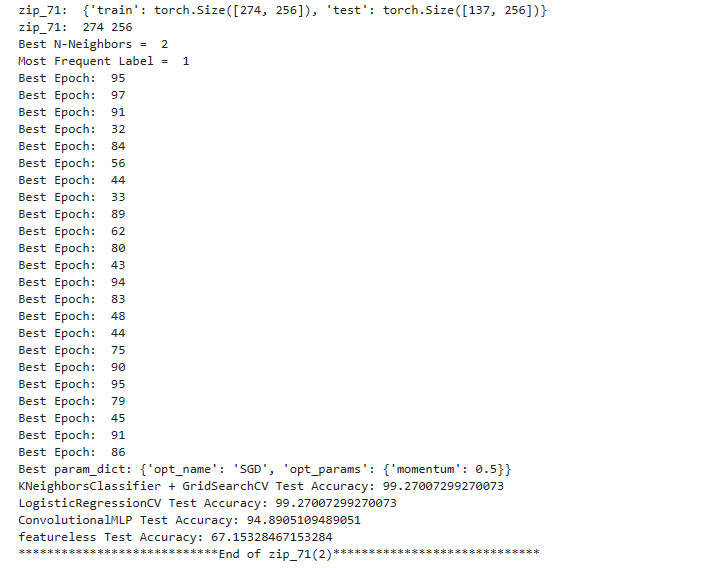 zip_71:  {'train': torch.Size([274, 256]), 'test': torch.Size([137, 256])}
zip_71:  274 256
Best N-Neighbors =  2
Most Frequent Label =  1
Best Epoch:  95
Best Epoch:  97
Best Epoch:  91
Best Epoch:  32
Best Epoch:  84
Best Epoch:  56
Best Epoch:  44
Best Epoch:  33
Best Epoch:  89
Best Epoch:  62
Best Epoch:  80
Best Epoch:  43
Best Epoch:  94
Best Epoch:  83
Best Epoch:  48
Best Epoch:  44
Best Epoch:  75
Best Epoch:  90
Best Epoch:  95
Best Epoch:  79
Best Epoch:  45
Best Epoch:  91
Best Epoch:  86
Best param_dict: {'opt_name': 'SGD', 'opt_params': {'momentum': 0.5}}
KNeighborsClassifier + GridSearchCV Test Accuracy: 99.27007299270073
LogisticRegressionCV Test Accuracy: 99.27007299270073
ConvolutionalMLP Test Accuracy: 94.8905109489051
featureless Test Accuracy: 67.15328467153284
****************************End of zip_71(2)*****************************